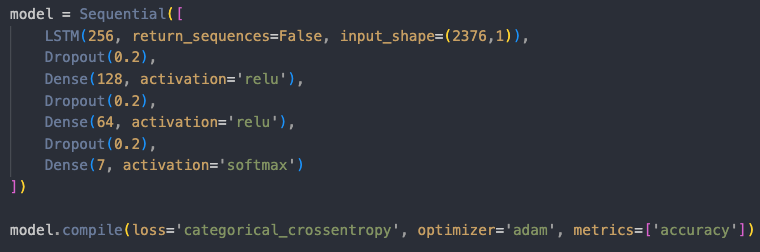 model = Sequential([
    LSTM(256, return_sequences=False, input_shape=(2376,1)),
    Dropout(0.2),
    Dense(128, activation='relu'),
    Dropout(0.2),
    Dense(64, activation='relu'),
    Dropout(0.2),
    Dense(7, activation='softmax')
])
model.compile(loss='categorical_crossentropy', optimizer='adam', metrics=['accuracy'])